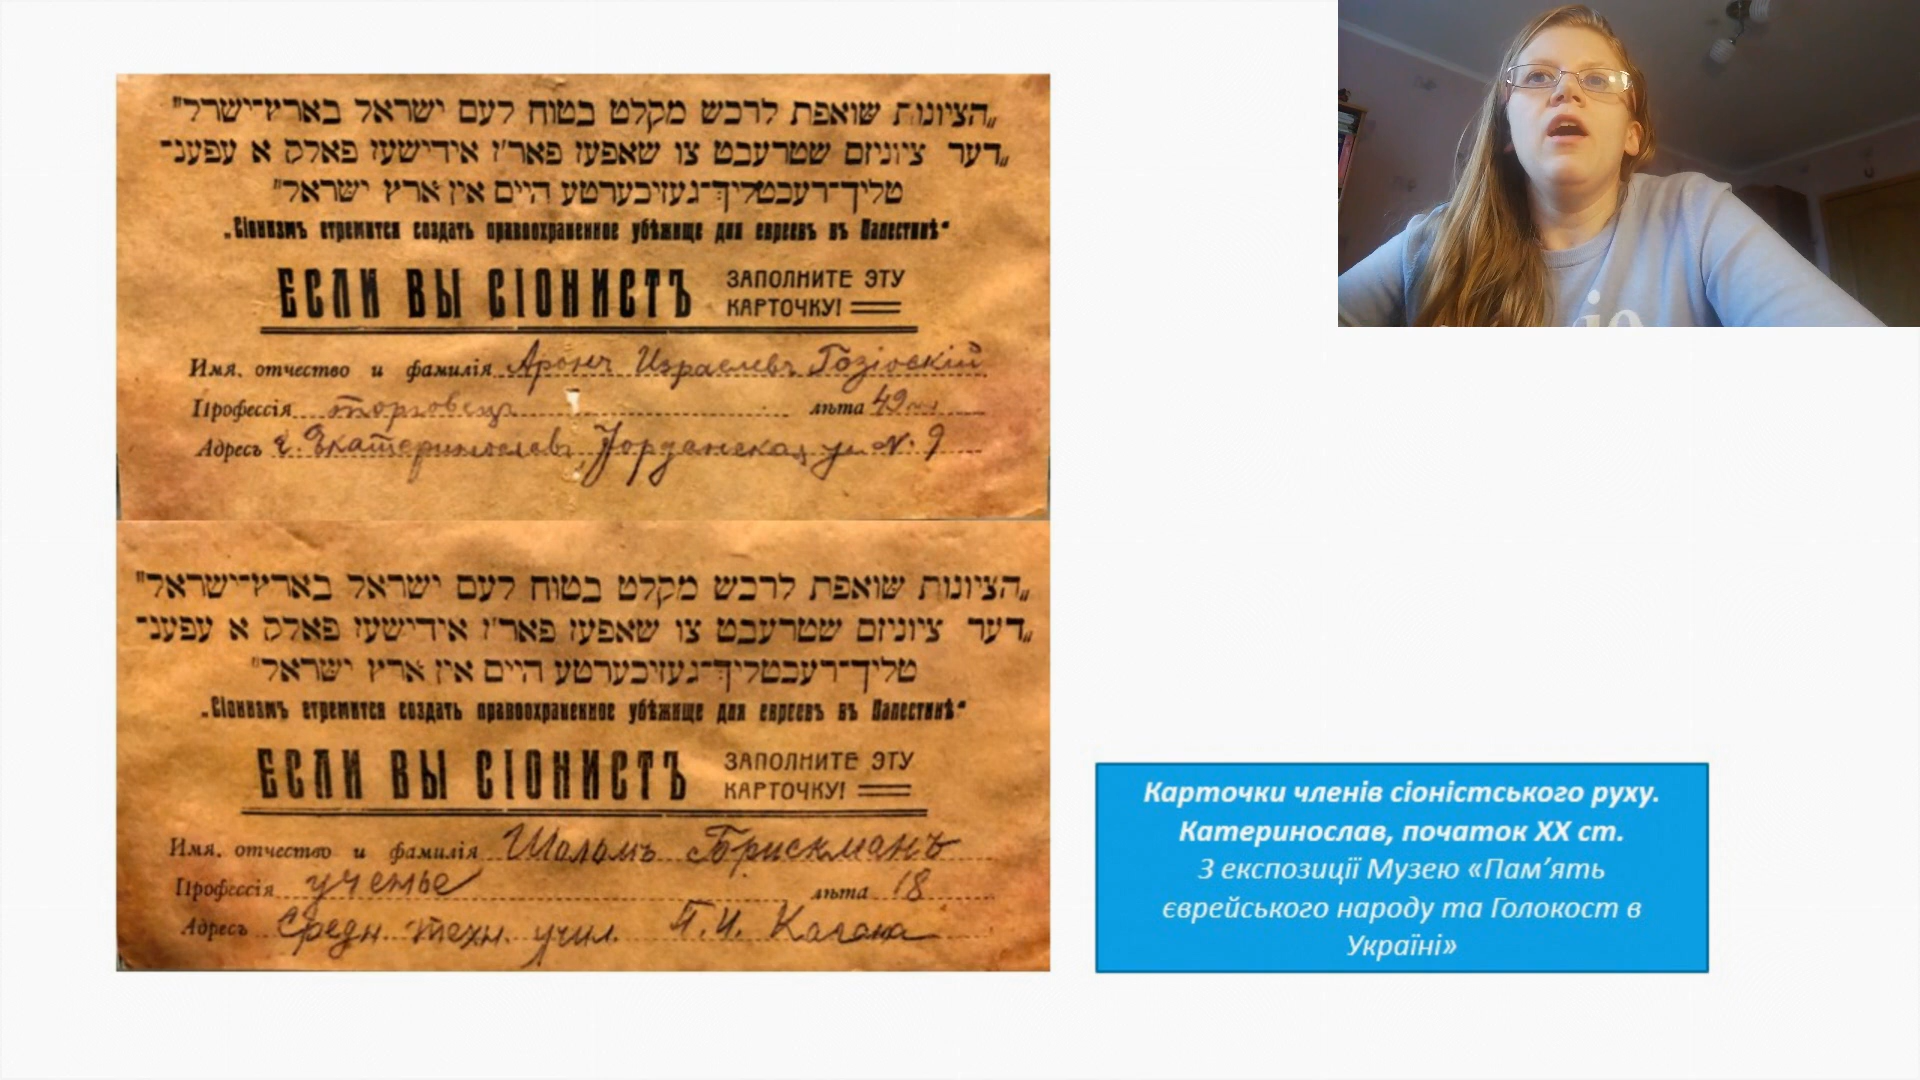 „הציונות שואפת לרכש מקלט בטוח לעם ישראל בארץ־ישראל"
„דער ציוניזם שטרעבט צו שאפען פאר'ן אידישען פאלק א עפענ־
טליך־רעכטליך־געזיכערטע היים אין ארץ ישראל"
„Сіонизмъ стремится создать правоохраненное убѣжище для евреевъ въ Палестинѣ“
ЕСЛИ ВЫ СІОНИСТЪ ЗАПОЛНИТЕ ЭТУ
КАРТОЧКУ!
Имя, отчество и фамилія Аронъ Израилевъ
Профессія торговецъ лѣта 49
Адресъ г. Екатеринославъ, Іорданская ул. № 9
„הציונות שואפת לרכש מקלט בטוח לעם ישראל בארץ־ישראל"
„דער ציוניזם שטרעבט צו שאפען פאר'ן אידישען פאלק א עפענ־
טליך־רעכטליך־געזיכערטע היים אין ארץ ישראל"
„Сіонизмъ стремится создать правоохраненное убѣжище для евреевъ въ Палестинѣ“
ЕСЛИ ВЫ СІОНИСТЪ ЗАПОЛНИТЕ ЭТУ
КАРТОЧКУ!
Имя, отчество и фамилія Шоломъ Брискманъ
Профессія ученье лѣта 18
Адресъ Средн. техн. учил. П. И. Кагана
Карточки членів сіоністського руху.
Катеринослав, початок ХХ ст.
З експозиції Музею «Пам’ять
єврейського народу та Голокост в
Україні»